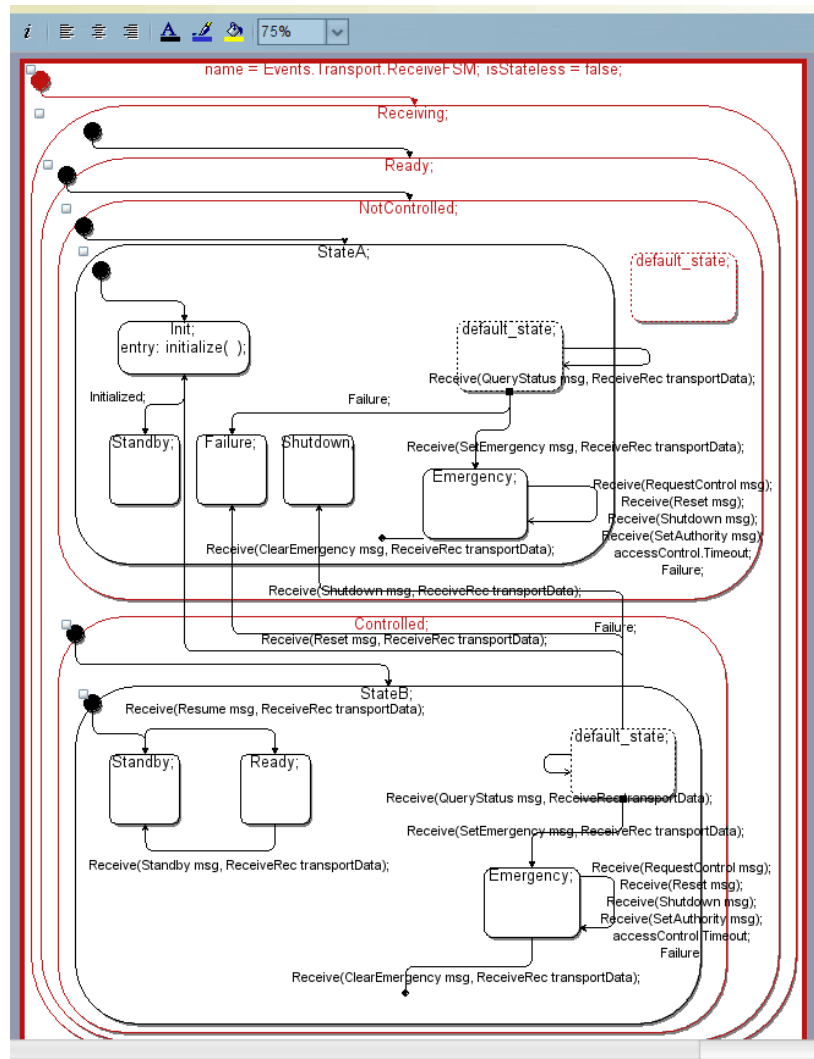 i
75%
name = Events.Transport.ReceiveFSM; isStateless = false;
Receiving;
Ready;
NotControlled;
StateA;
default_state;
Init;
entry: initialize( );
default_state;
Receive(QueryStatus msg, ReceiveRec transportData);
Initialized;
Failure;
Standby;
Failure;
Shutdown;
Receive(SetEmergency msg, ReceiveRec transportData);
Emergency;
Receive(RequestControl msg);
Receive(Reset msg);
Receive(Shutdown msg);
Receive(SetAuthority msg);
accessControl.Timeout;
Failure;
Receive(ClearEmergency msg, ReceiveRec transportData);
Receive(Shutdown msg, ReceiveRec transportData);
Controlled;
Failure;
Receive(Reset msg, ReceiveRec transportData);
StateB;
Receive(Resume msg, ReceiveRec transportData);
default_state;
Standby;
Ready;
Receive(QueryStatus msg, ReceiveRec transportData);
Receive(SetEmergency msg, ReceiveRec transportData);
Receive(Standby msg, ReceiveRec transportData);
Emergency;
Receive(RequestControl msg);
Receive(Reset msg);
Receive(Shutdown msg);
Receive(SetAuthority msg);
accessControl.Timeout;
Failure
Receive(ClearEmergency msg, ReceiveRec transportData);